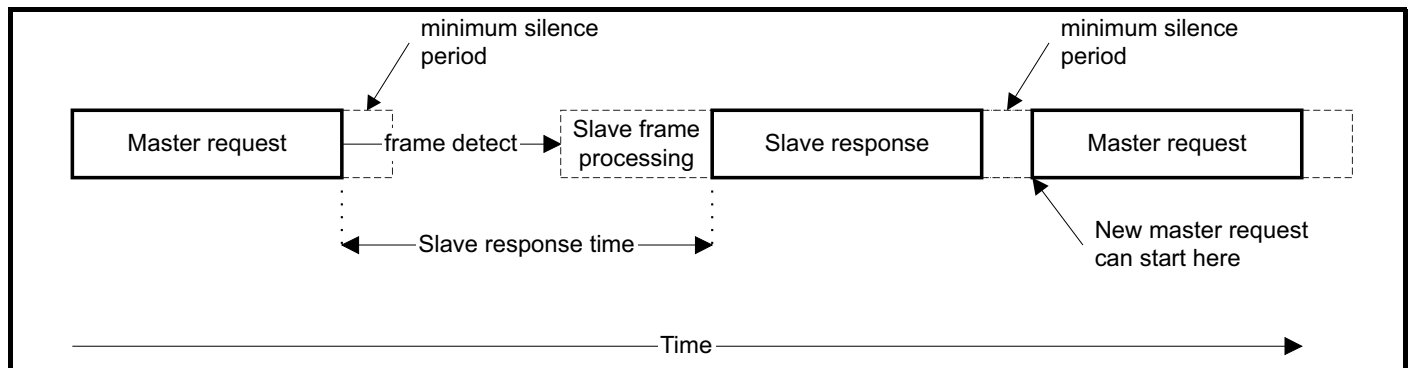 minimum silence
period
minimum silence
period
Master request
frame detect
Slave frame
processing
Slave response
Master request
Slave response time
New master request
can start here
Time